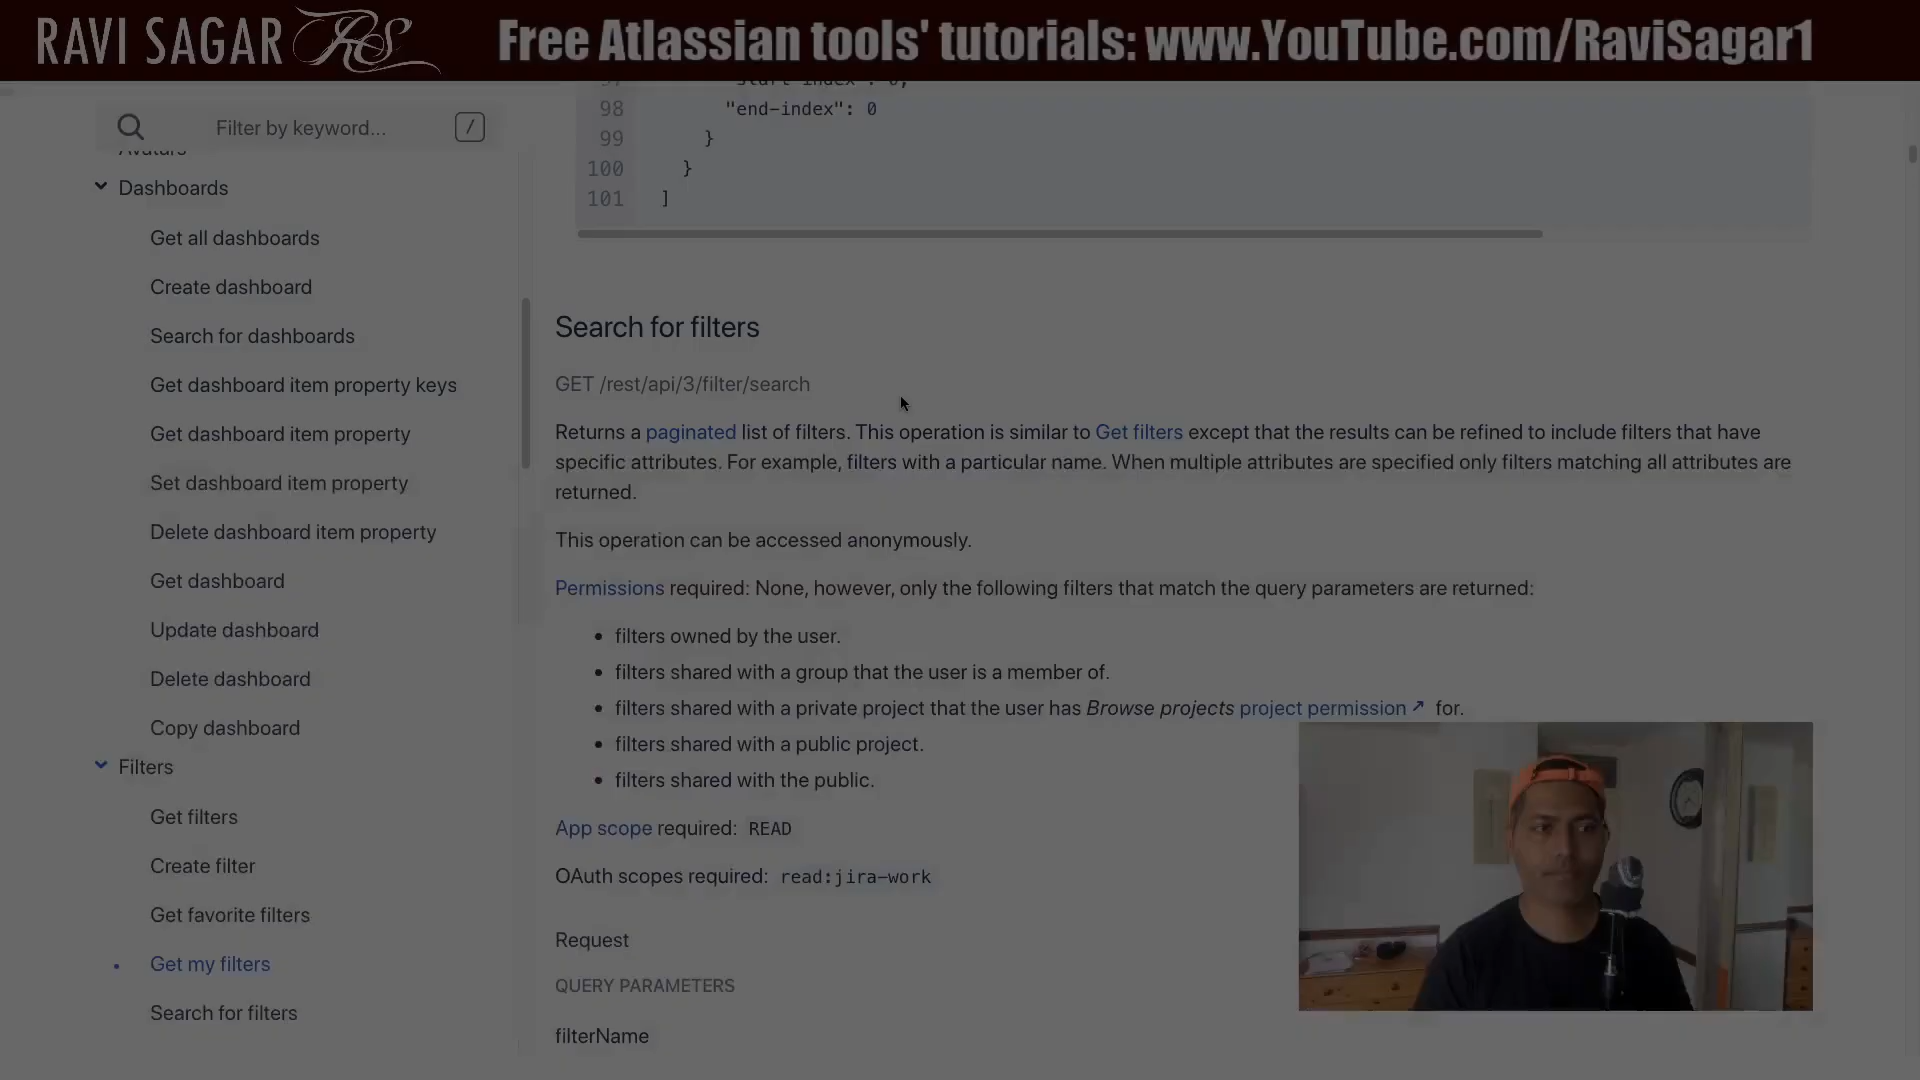 RAVI SAGAR RS Free Atlassian tools' tutorials: www.YouTube.com/RaviSagar1
Filter by keyword... /
Avatars
Dashboards
Get all dashboards
Create dashboard
Search for dashboards
Get dashboard item property keys
Get dashboard item property
Set dashboard item property
Delete dashboard item property
Get dashboard
Update dashboard
Delete dashboard
Copy dashboard
Filters
Get filters
Create filter
Get favorite filters
Get my filters
Search for filters
97 "start-index": 0,
98 "end-index": 0
99 }
100 }
101 ]
Search for filters
GET /rest/api/3/filter/search
Returns a paginated list of filters. This operation is similar to Get filters except that the results can be refined to include filters that have
specific attributes. For example, filters with a particular name. When multiple attributes are specified only filters matching all attributes are
returned.
This operation can be accessed anonymously.
Permissions required: None, however, only the following filters that match the query parameters are returned:
• filters owned by the user.
• filters shared with a group that the user is a member of.
• filters shared with a private project that the user has Browse projects project permission for.
• filters shared with a public project.
• filters shared with the public.
App scope required: READ
OAuth scopes required: read:jira-work
Request
QUERY PARAMETERS
filterName